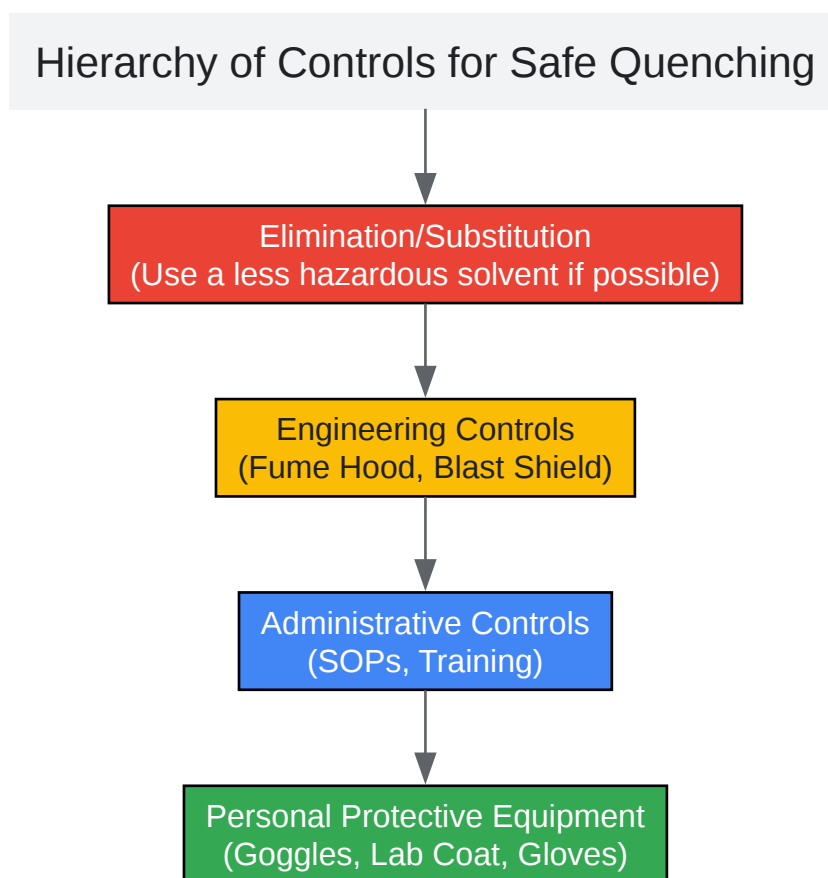 Hierarchy of Controls for Safe Quenching
Elimination/Substitution
(Use a less hazardous solvent if possible)
Engineering Controls
(Fume Hood, Blast Shield)
Administrative Controls
(SOPs, Training)
Personal Protective Equipment
(Goggles, Lab Coat, Gloves)